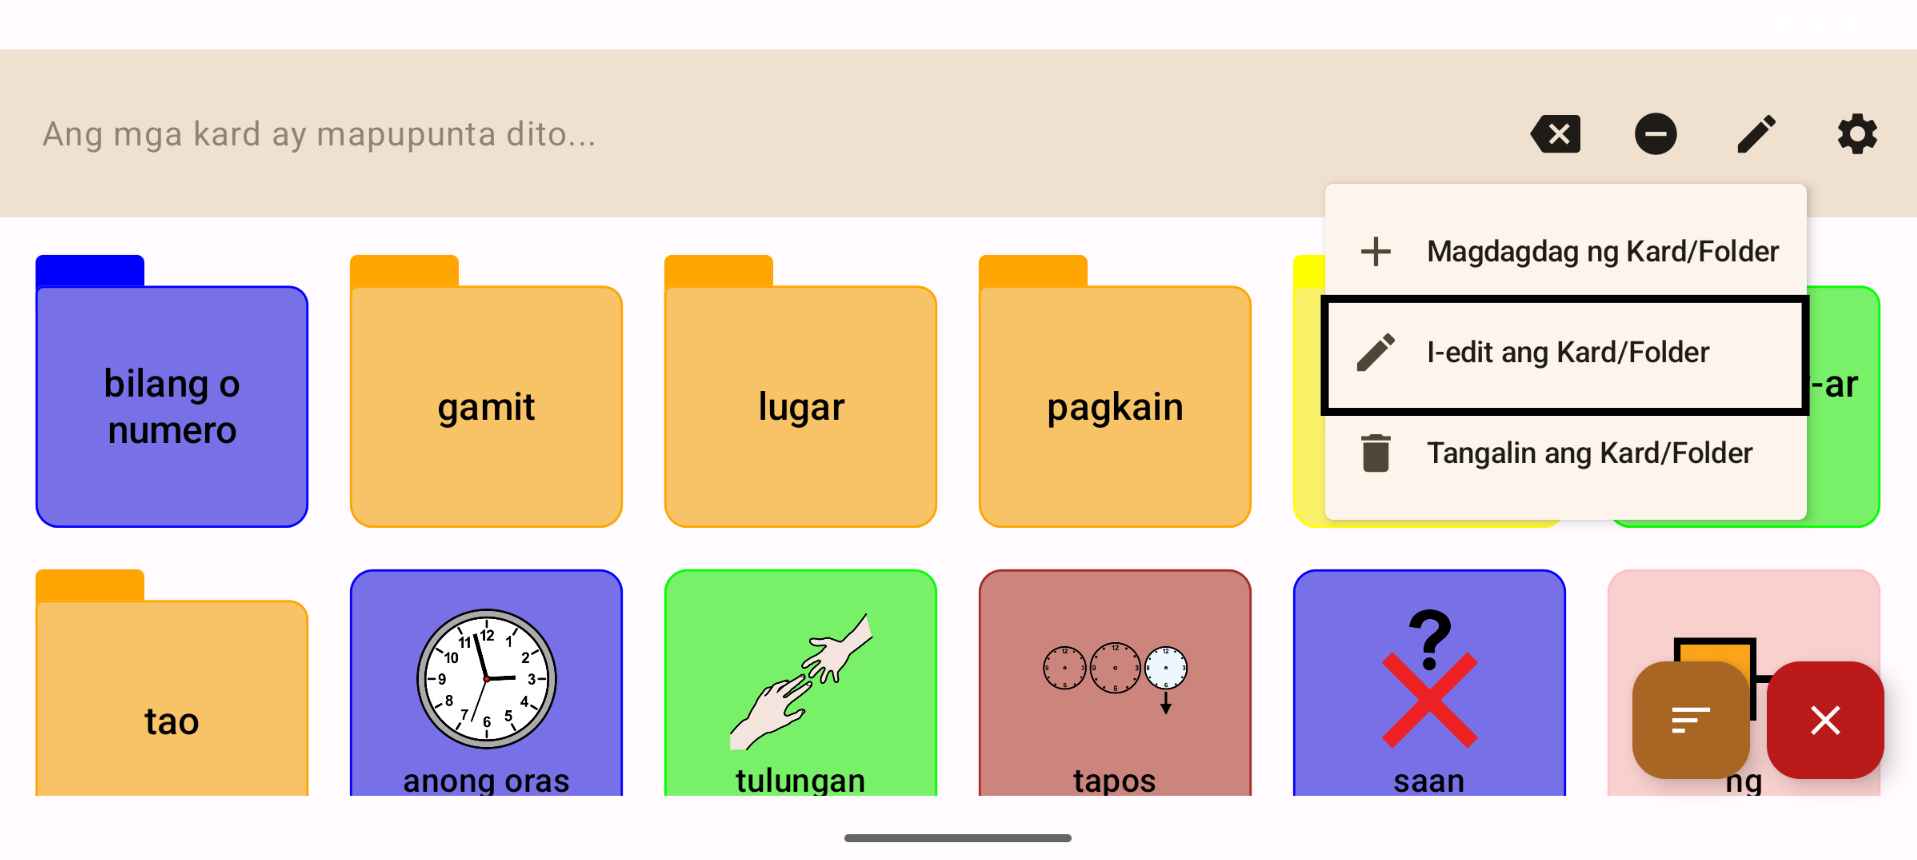 Ang mga kard ay mapupunta dito...
Magdagdag ng Kard/Folder
I-edit ang Kard/Folder
Tangalin ang Kard/Folder
bilang o
numero
gamit
lugar
pagkain
-ar
tao
11 12 1
10 2
9 3
8 4
7 6 5
anong oras
tulungan
tapos
?
saan
ng